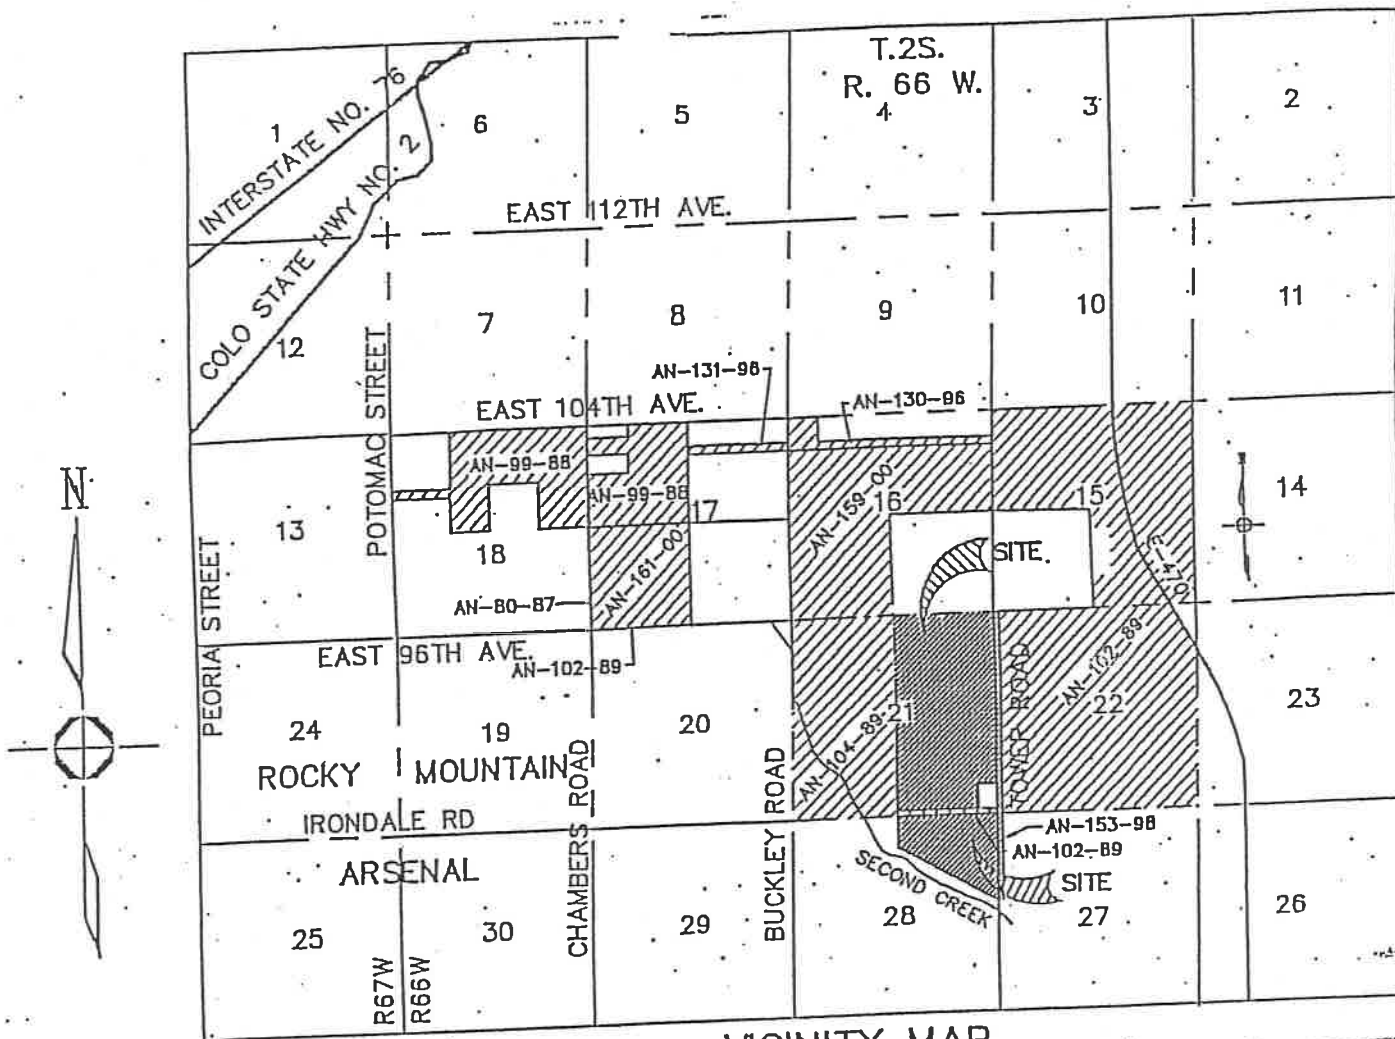 T.2S.
R. 66 W.
1
6
5
4
3
2
INTERSTATE NO. 76
COLO STATE HWY NO. 2
EAST 112TH AVE.
12
7
8
9
10
11
AN-131-96
AN-130-96
EAST 104TH AVE.
POTOMAC STREET
N
AN-99-88
AN-99-88
13
18
17
16
15
14
AN-159-00
AN-161-00
AN-80-87
SITE.
E-470
PEORIA STREET
EAST 96TH AVE.
AN-102-89
AN-102-89
24
19
20
21
22
23
AN-104-89
TOWER ROAD
ROCKY MOUNTAIN
IRONDALE RD
ARSENAL
CHAMBERS ROAD
BUCKLEY ROAD
AN-153-98
AN-102-89
SECOND CREEK
SITE
25
30
29
28
27
26
R67W
R66W
VICINITY MAP